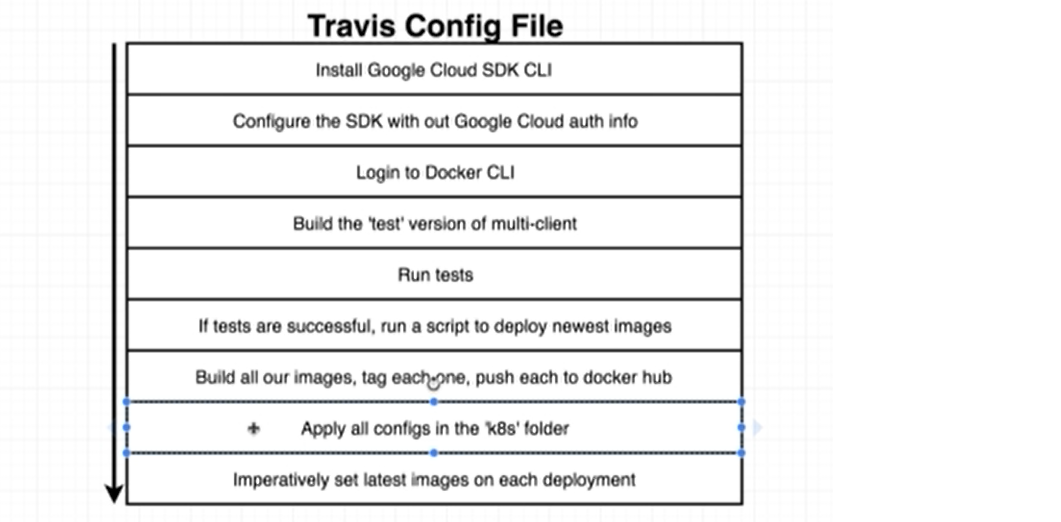 Travis Config File
Install Google Cloud SDK CLI
Configure the SDK with out Google Cloud auth info
Login to Docker CLI
Build the 'test' version of multi-client
Run tests
If tests are successful, run a script to deploy newest images
Build all our images, tag each one, push each to docker hub
Apply all configs in the 'k8s' folder
Imperatively set latest images on each deployment